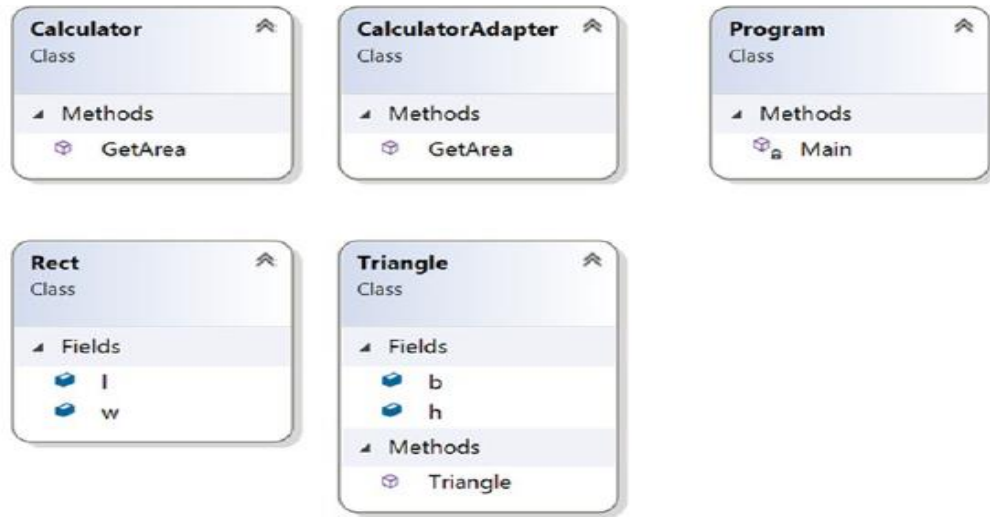 Calculator
Class
Methods
GetArea
CalculatorAdapter
Class
Methods
GetArea
Program
Class
Methods
Main
Rect
Class
Fields
l
w
Triangle
Class
Fields
b
h
Methods
Triangle